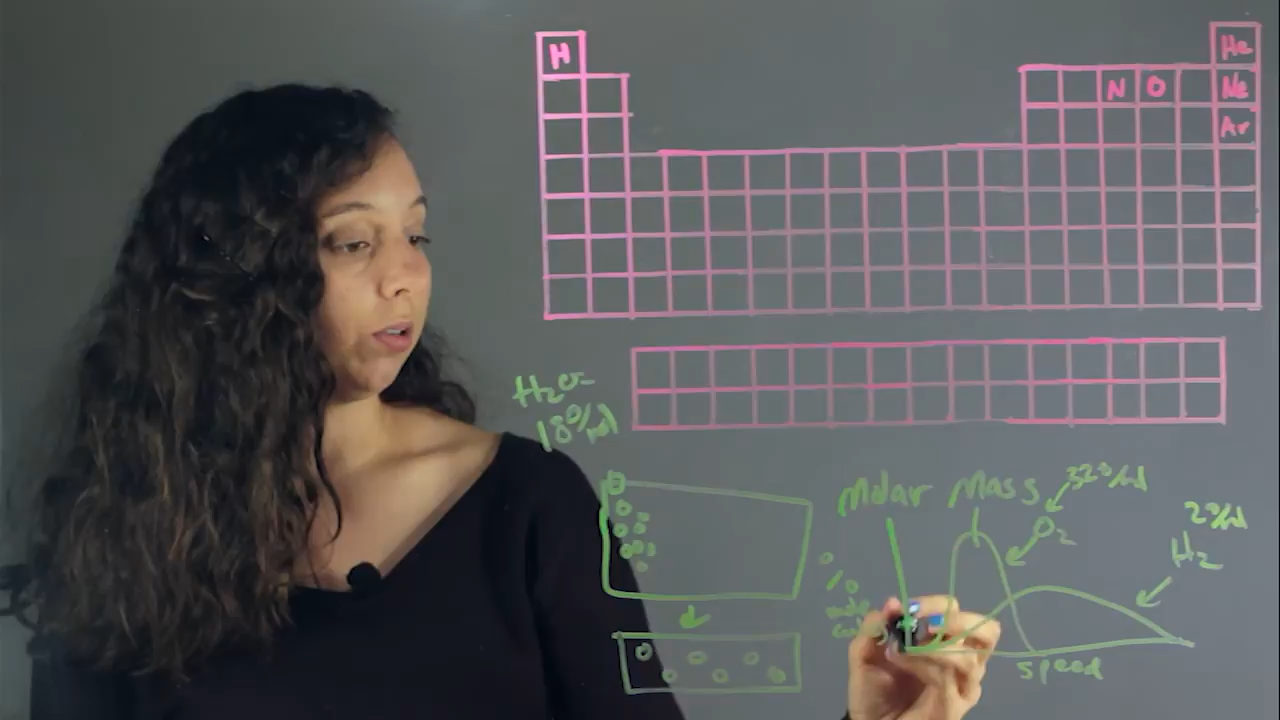 H
He
N O Ne
Ar
H₂O-
18g/mol
Molar Mass
32g/mol
O₂
2g/mol
H₂
%
speed